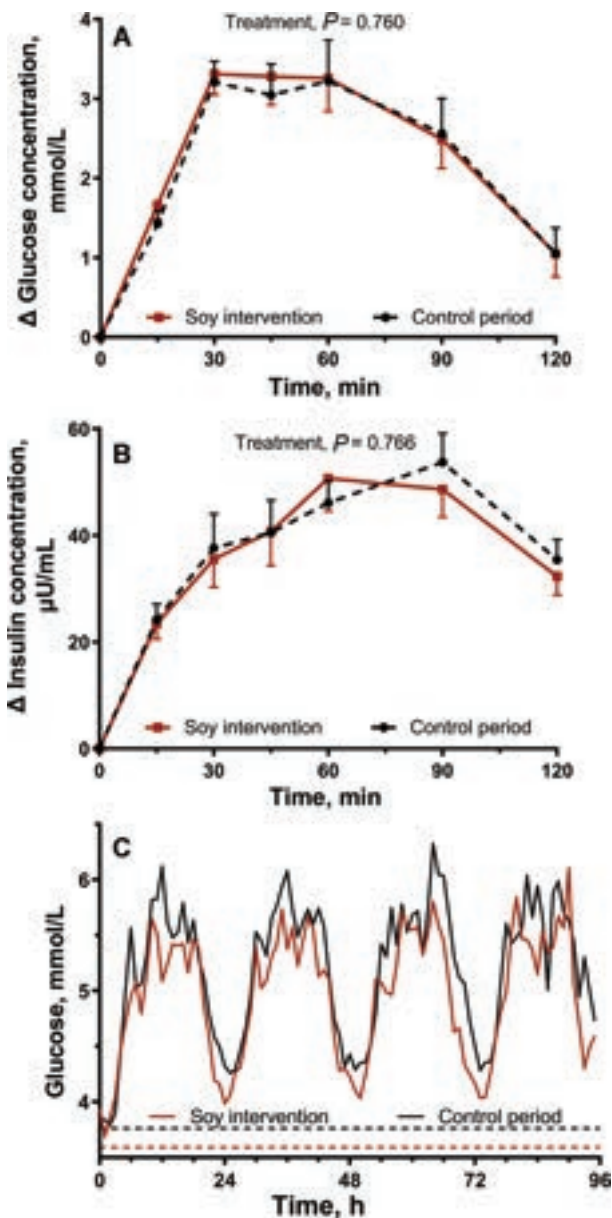 A
Treatment, P = 0.760
Δ Glucose concentration,
mmol/L
4
3
2
1
0
Soy intervention
Control period
0 30 60 90 120
Time, min
B
Treatment, P = 0.766
Δ Insulin concentration,
µU/mL
60
40
20
0
Soy intervention
Control period
0 30 60 90 120
Time, min
C
Glucose, mmol/L
6
5
4
Soy intervention
Control period
0 24 48 72 96
Time, h